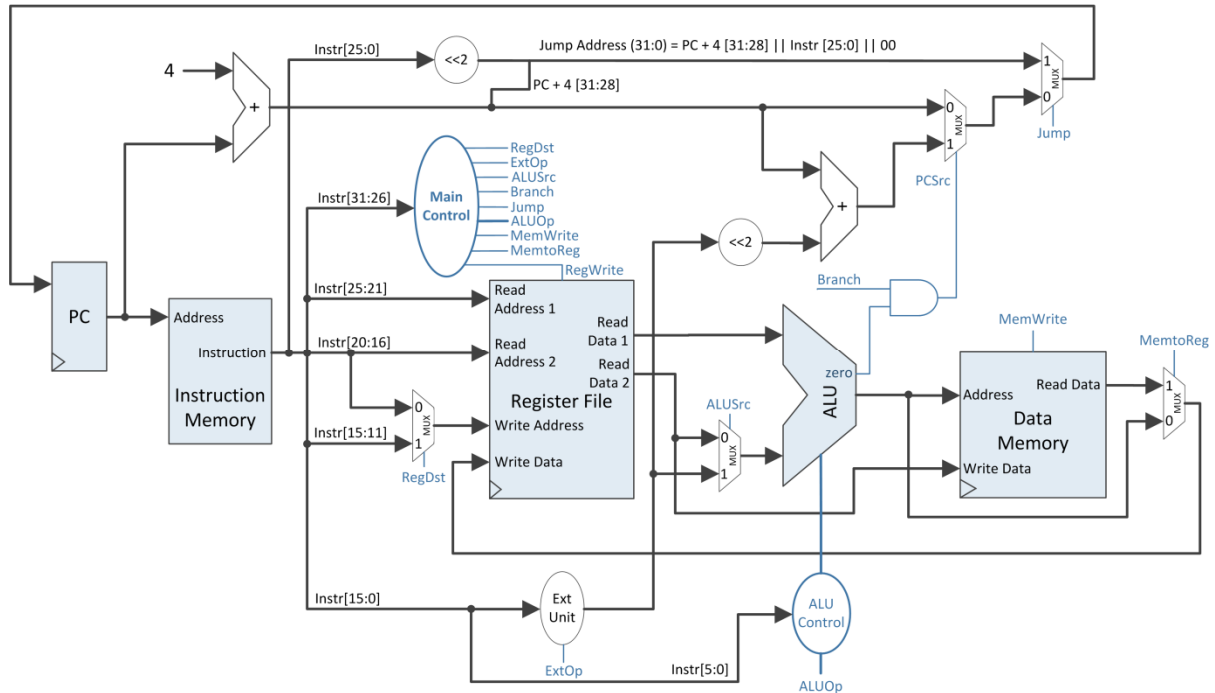 Instr[25:0]
<<2
Jump Address (31:0) = PC + 4 [31:28] || Instr [25:0] || 00
1
MUX
0
Jump
4
+
PC + 4 [31:28]
0
MUX
1
PCSrc
RegDst
ExtOp
ALUSrc
Branch
Jump
ALUOp
MemWrite
MemtoReg
RegWrite
Main
Control
Instr[31:26]
+
<<2
Branch
PC
Address
Instruction
Instruction
Memory
Instr[25:21]
Instr[20:16]
Instr[15:11]
0
MUX
1
RegDst
Read
Address 1
Read
Address 2
Write Address
Write Data
Read
Data 1
Read
Data 2
Register File
ALUSrc
0
MUX
1
zero
ALU
MemWrite
Address
Read Data
Data
Memory
Write Data
MemtoReg
1
MUX
0
Instr[15:0]
Ext
Unit
ExtOp
Instr[5:0]
ALU
Control
ALUOp